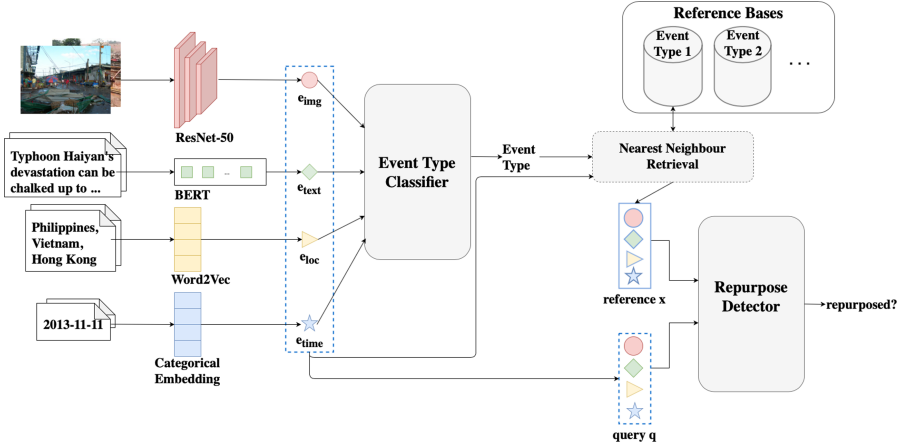 Reference Bases
Event
Type 1
Event
Type 2
. . .
ResNet-50
e_img
Typhoon Haiyan's
devastation can be
chalked up to ...
...
BERT
e_text
Event Type
Classifier
Event
Type
Nearest Neighbour
Retrieval
Philippines,
Vietnam,
Hong Kong
Word2Vec
e_loc
reference x
Repurpose
Detector
repurposed?
2013-11-11
Categorical
Embedding
e_time
query q